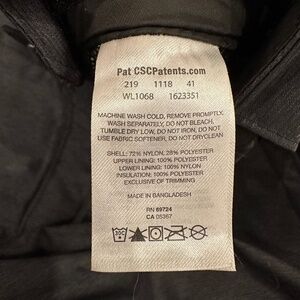 Pat CSCPatents.com
219 1118 41
WL1068 1623351
MACHINE WASH COLD, REMOVE PROMPTLY.
WASH SEPARATELY, DO NOT BLEACH,
TUMBLE DRY LOW, DO NOT IRON, DO NOT
USE FABRIC SOFTENER, DO NOT DRYCLEAN
SHELL: 72% NYLON, 28% POLYESTER
UPPER LINING: 100% POLYESTER
LOWER LINING: 100% NYLON
INSULATION: 100% POLYESTER
EXCLUSIVE OF TRIMMING
MADE IN BANGLADESH
RN 69724
CA 05367